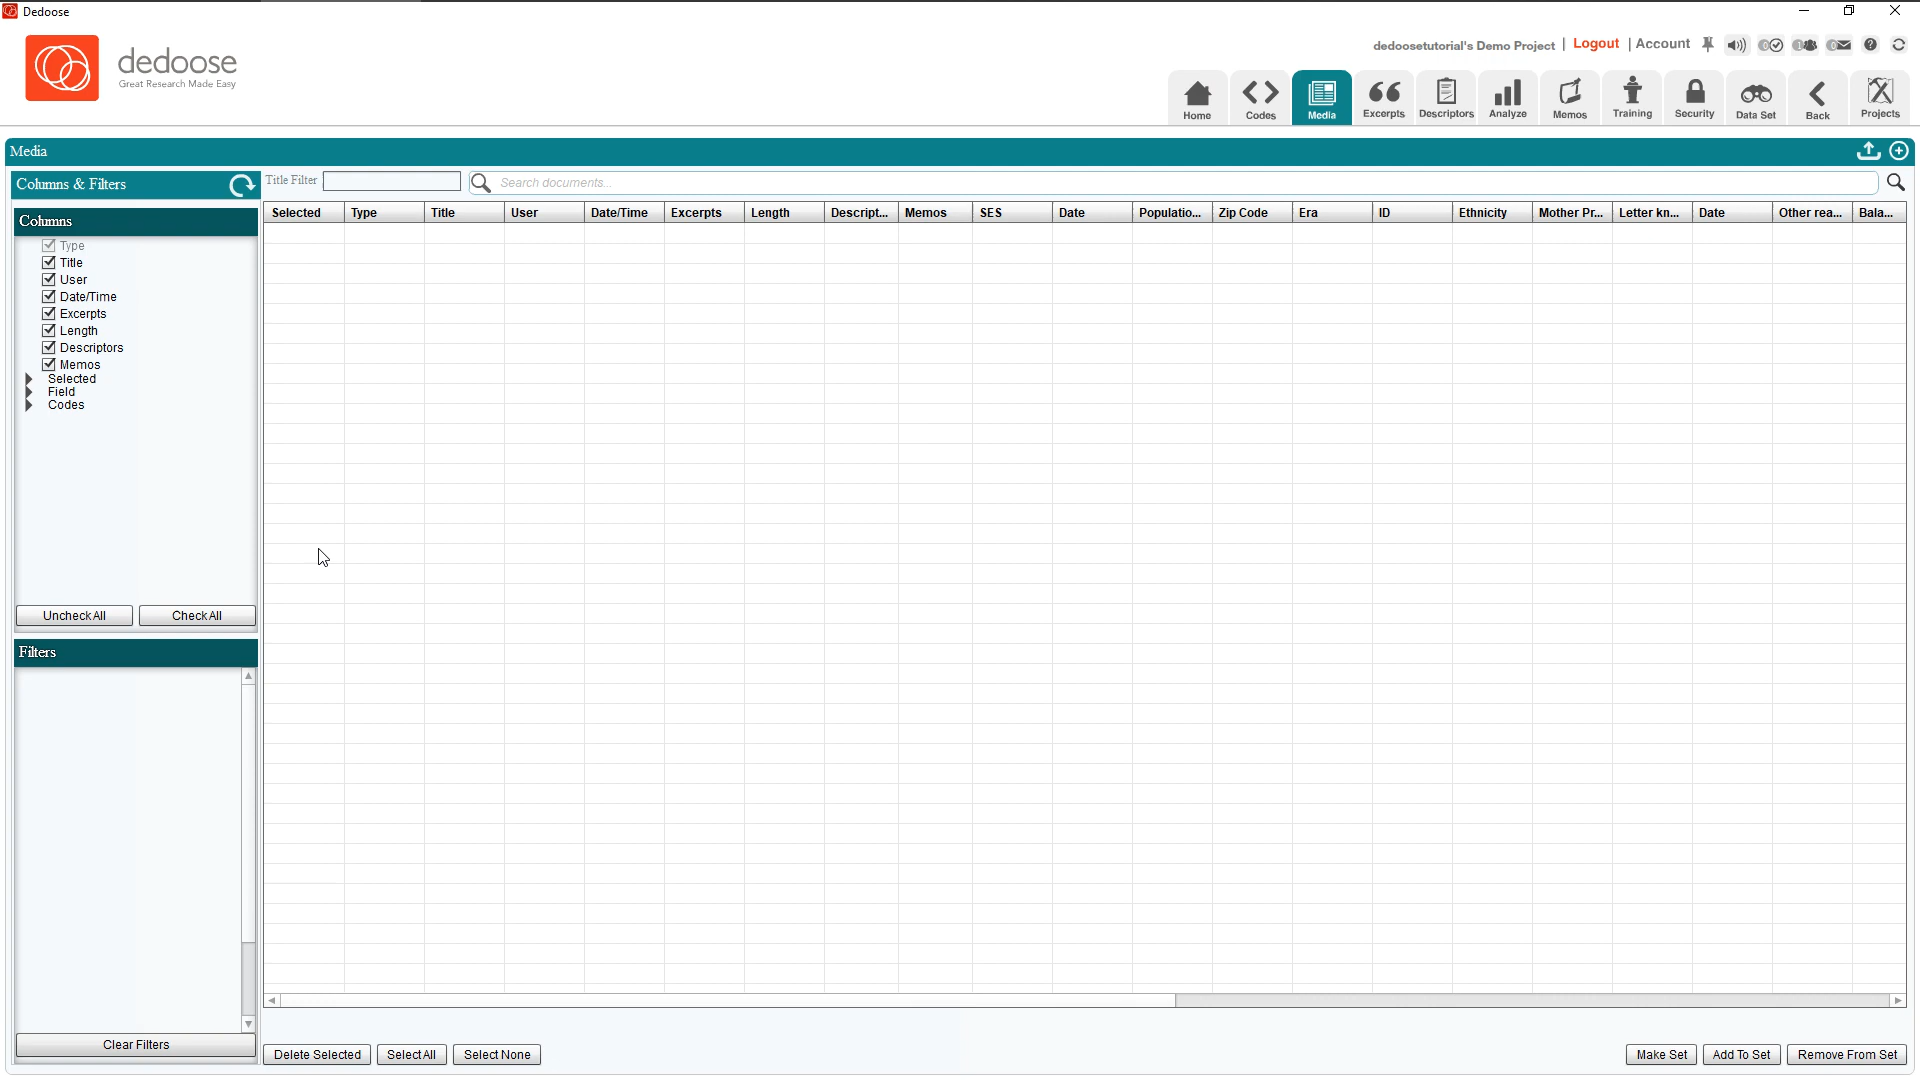 Dedoose
dedoose
Great Research Made Easy
dedoosetutorial's Demo Project | Logout | Account
Home Codes Media Excerpts Descriptors Analyze Memos Training Security Data Set Back Projects
Media
Columns & Filters
Title Filter
Search documents...
Selected Type Title User Date/Time Excerpts Length Descript... Memos SES Date Populatio... Zip Code Era ID Ethnicity Mother Pr... Letter kn... Date Other rea... Bala...
Columns
Type
Title
User
Date/Time
Excerpts
Length
Descriptors
Memos
Selected
Field
Codes
Uncheck All Check All
Filters
Clear Filters
Delete Selected Select All Select None Make Set Add To Set Remove From Set